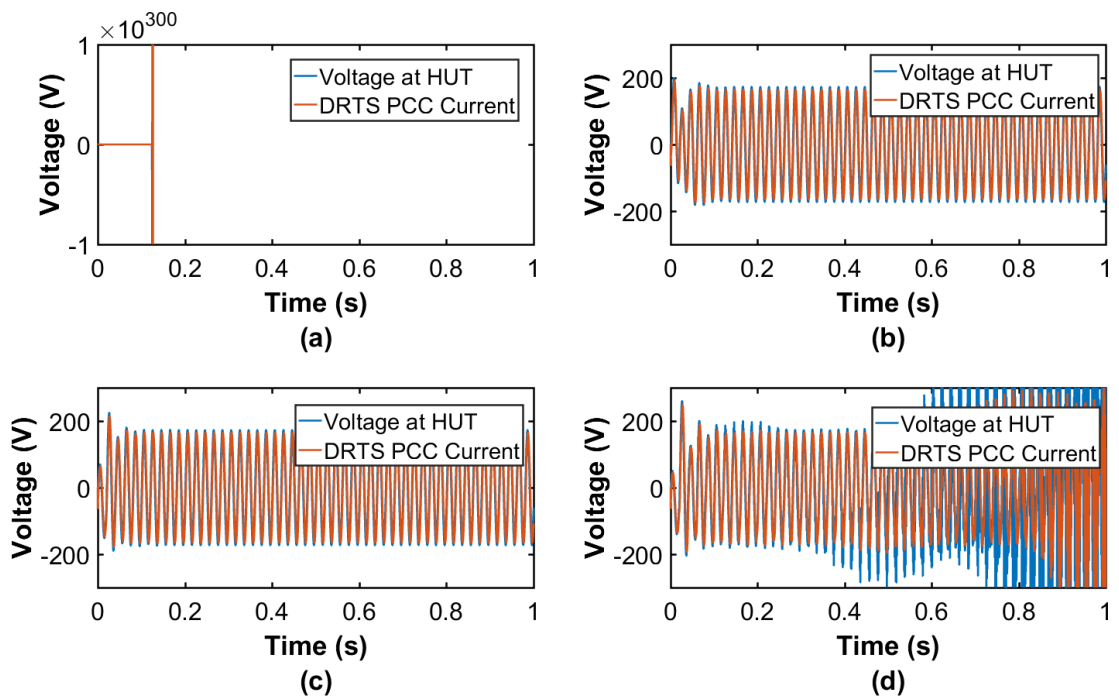 ×10^300
1
0
-1
Voltage (V)
Voltage at HUT
DRTS PCC Current
0 0.2 0.4 0.6 0.8 1
Time (s)
(a)
200
0
-200
Voltage (V)
Voltage at HUT
DRTS PCC Current
0 0.2 0.4 0.6 0.8 1
Time (s)
(b)
200
0
-200
Voltage (V)
Voltage at HUT
DRTS PCC Current
0 0.2 0.4 0.6 0.8 1
Time (s)
(c)
200
0
-200
Voltage (V)
Voltage at HUT
DRTS PCC Current
0 0.2 0.4 0.6 0.8 1
Time (s)
(d)